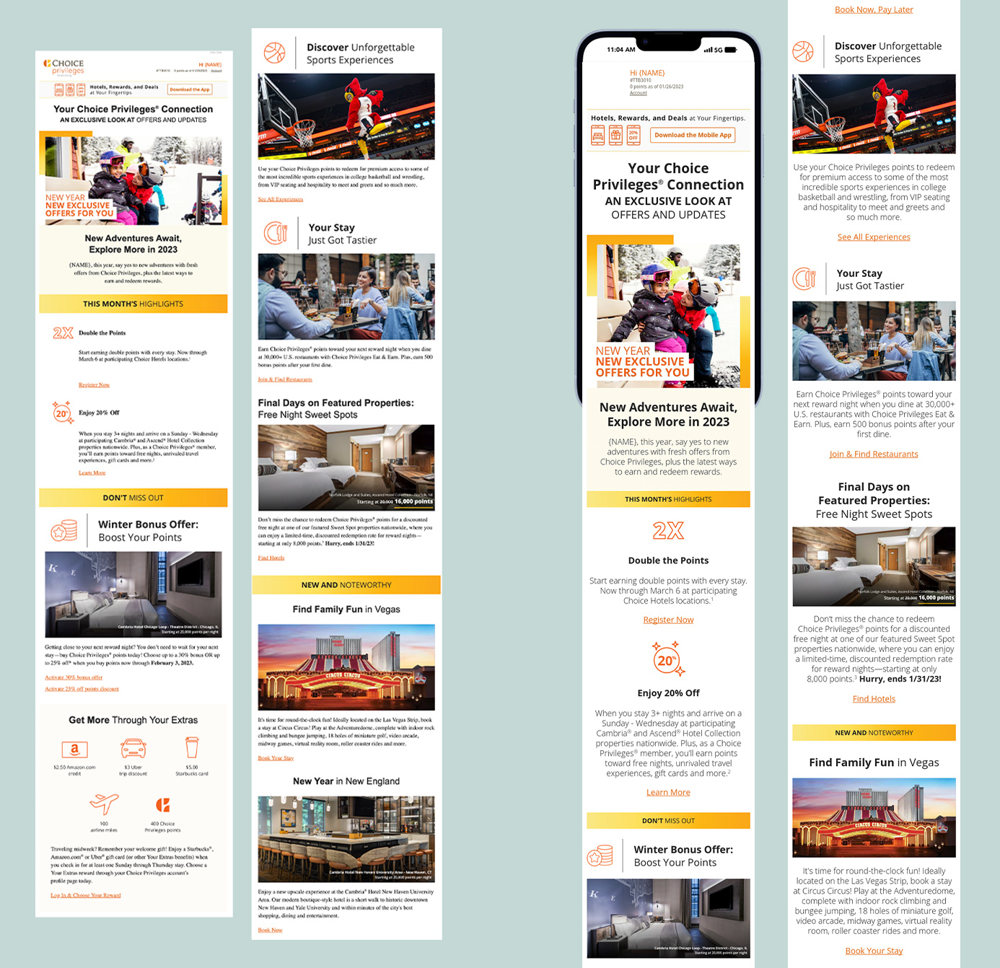 CHOICE
privileges
Hi {NAME}
#TTB3010 0 points as of 01/26/2023 Account
Hotels, Rewards, and Deals
at Your Fingertips
Download the App
Your Choice Privileges® Connection
AN EXCLUSIVE LOOK AT OFFERS AND UPDATES
NEW YEAR
NEW EXCLUSIVE
OFFERS FOR YOU
New Adventures Await,
Explore More in 2023
{NAME}, this year, say yes to new adventures with fresh
offers from Choice Privileges, plus the latest ways to
earn and redeem rewards.
THIS MONTH'S HIGHLIGHTS
2X
Double the Points
Start earning double points with every stay. Now through
March 6 at participating Choice Hotels locations.¹
Register Now
20%
Enjoy 20% Off
When you stay 3+ nights and arrive on a Sunday - Wednesday
at participating Cambria® and Ascend® Hotel Collection
properties nationwide. Plus, as a Choice Privileges® member,
you'll earn points toward free nights, unrivaled travel
experiences, gift cards and more.²
Learn More
DON'T MISS OUT
Winter Bonus Offer:
Boost Your Points
K E
Cambria Hotel Chicago Loop - Theatre District - Chicago, IL
Starting at 20,000 points per night
Getting close to your next reward night? You don't need to wait for your next
stay—buy Choice Privileges® points today! Choose up to a 30% bonus OR up
to 25% off* when you buy points now through February 3, 2023.
Activate 30% bonus offer
Activate 25% off points discount
Get More Through Your Extras
a
$2.50 Amazon.com
credit
$3 Uber
trip discount
$5.00
Starbucks card
100
airline miles
400 Choice
Privileges points
Traveling midweek? Remember your welcome gift! Enjoy a Starbucks®,
Amazon.com® or Uber® gift card (or other Your Extras benefits) when
you check in for at least one Sunday through Thursday stay. Choose a
Your Extras reward through your Choice Privileges account's
profile page today.
Log In & Choose Your Reward
Discover Unforgettable
Sports Experiences
Use your Choice Privileges points to redeem for premium access to some of
the most incredible sports experiences in college basketball and wrestling,
from VIP seating and hospitality to meet and greets and so much more.
See All Experiences
Your Stay
Just Got Tastier
Earn Choice Privileges® points toward your next reward night when you dine
at 30,000+ U.S. restaurants with Choice Privileges Eat & Earn. Plus, earn 500
bonus points after your first dine.
Join & Find Restaurants
Final Days on Featured Properties:
Free Night Sweet Spots
Norfolk Lodge and Suites, Ascend Hotel Collection - Norfolk, NE
Starting at 20,000 16,000 points
Don't miss the chance to redeem Choice Privileges® points for a discounted
free night at one of our featured Sweet Spot properties nationwide, where you
can enjoy a limited-time, discounted redemption rate for reward nights—
starting at only 8,000 points.³ Hurry, ends 1/31/23!
Find Hotels
NEW AND NOTEWORTHY
Find Family Fun in Vegas
CIRCUS CIRCUS
It's time for round-the-clock fun! Ideally located on the Las Vegas Strip, book
a stay at Circus Circus! Play at the Adventuredome, complete with indoor rock
climbing and bungee jumping, 18 holes of miniature golf, video arcade,
midway games, virtual reality room, roller coaster rides and more.
Book Your Stay
New Year in New England
Cambria Hotel New Haven University Area - New Haven, CT
Starting at 20,000 points per night
Enjoy a new upscale experience at the Cambria® Hotel New Haven University
Area. Our modern boutique-style hotel is a short walk to historic downtown
New Haven and Yale University and within minutes of the city's best
shopping, dining and entertainment.
Book Now
11:04 AM
5G
Hi {NAME}
#TTB3010
0 points as of 01/26/2023
Account
Hotels, Rewards, and Deals at Your Fingertips.
20%
OFF
Download the Mobile App
Your Choice
Privileges® Connection
AN EXCLUSIVE LOOK AT
OFFERS AND UPDATES
NEW YEAR
NEW EXCLUSIVE
OFFERS FOR YOU
New Adventures Await,
Explore More in 2023
{NAME}, this year, say yes to new
adventures with fresh offers from
Choice Privileges, plus the latest ways
to earn and redeem rewards.
THIS MONTH'S HIGHLIGHTS
2X
Double the Points
Start earning double points with every stay.
Now through March 6 at participating
Choice Hotels locations.¹
Register Now
20%
Enjoy 20% Off
When you stay 3+ nights and arrive on a
Sunday - Wednesday at participating
Cambria® and Ascend® Hotel Collection
properties nationwide. Plus, as a Choice
Privileges® member, you'll earn points
toward free nights, unrivaled travel
experiences, gift cards and more.²
Learn More
DON'T MISS OUT
Winter Bonus Offer:
Boost Your Points
Cambria Hotel Chicago Loop - Theatre District - Chicago, IL
Starting at 20,000 points per night
Book Now, Pay Later
Discover Unforgettable
Sports Experiences
Use your Choice Privileges points to redeem
for premium access to some of the most
incredible sports experiences in college
basketball and wrestling, from VIP seating
and hospitality to meet and greets and
so much more.
See All Experiences
Your Stay
Just Got Tastier
Earn Choice Privileges® points toward your
next reward night when you dine at 30,000+
U.S. restaurants with Choice Privileges Eat &
Earn. Plus, earn 500 bonus points after your
first dine.
Join & Find Restaurants
Final Days on
Featured Properties:
Free Night Sweet Spots
Norfolk Lodge and Suites, Ascend Hotel Collection - Norfolk, NE
Starting at 20,000 16,000 points
Don't miss the chance to redeem
Choice Privileges® points for a discounted
free night at one of our featured Sweet Spot
properties nationwide, where you can enjoy
a limited-time, discounted redemption rate
for reward nights—starting at only
8,000 points.³ Hurry, ends 1/31/23!
Find Hotels
NEW AND NOTEWORTHY
Find Family Fun in Vegas
CIRCUS CIRCUS
It's time for round-the-clock fun! Ideally
located on the Las Vegas Strip, book a stay
at Circus Circus! Play at the Adventuredome,
complete with indoor rock climbing and
bungee jumping, 18 holes of miniature golf,
video arcade, midway games, virtual reality
room, roller coaster rides and more.
Book Your Stay